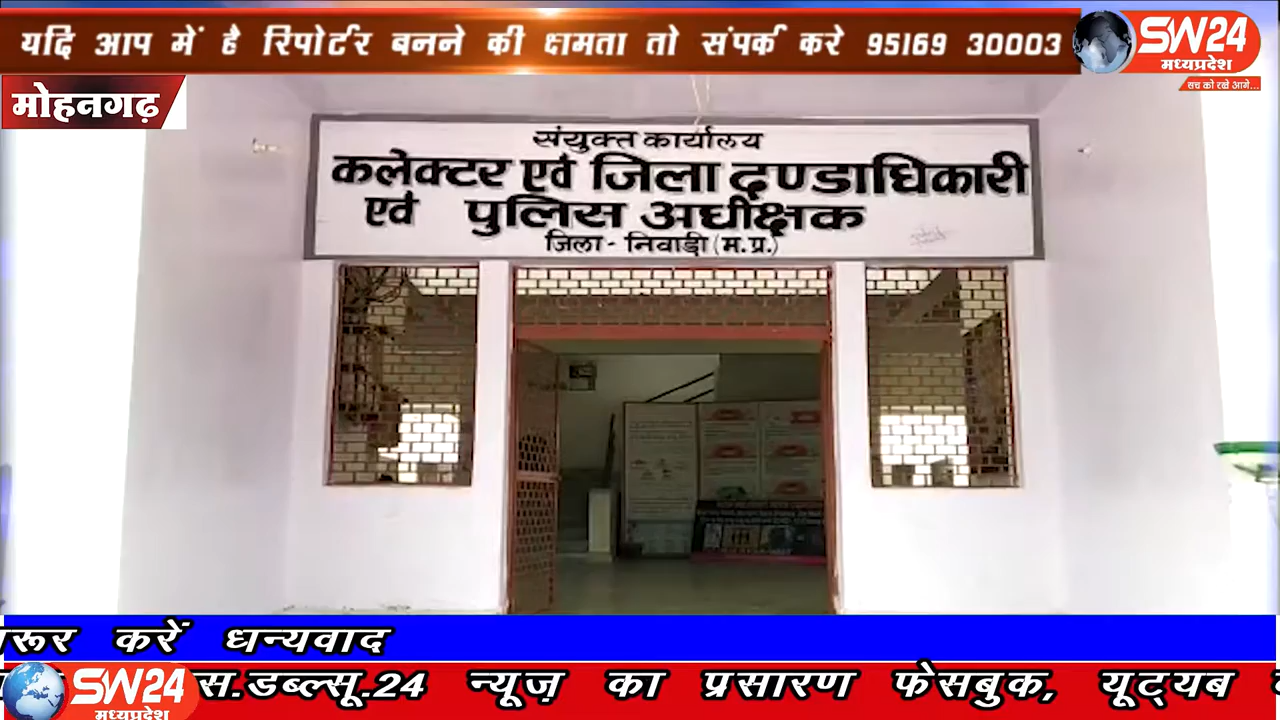 यदि आप में है रिपोर्टर बनने की क्षमता तो संपर्क करे 95169 30003
SW24
मध्यप्रदेश
सच को रखे आगे...
मोहनगढ़
संयुक्त कार्यालय
कलेक्टर एवं जिला दण्डाधिकारी
एवं पुलिस अधीक्षक
जिला - निवाड़ी (म.प्र.)
रूर करें धन्यवाद
SW24
मध्यप्रदेश
स.डब्ल्सू.24 न्यूज़ का प्रसारण फेसबुक, यूट्यब